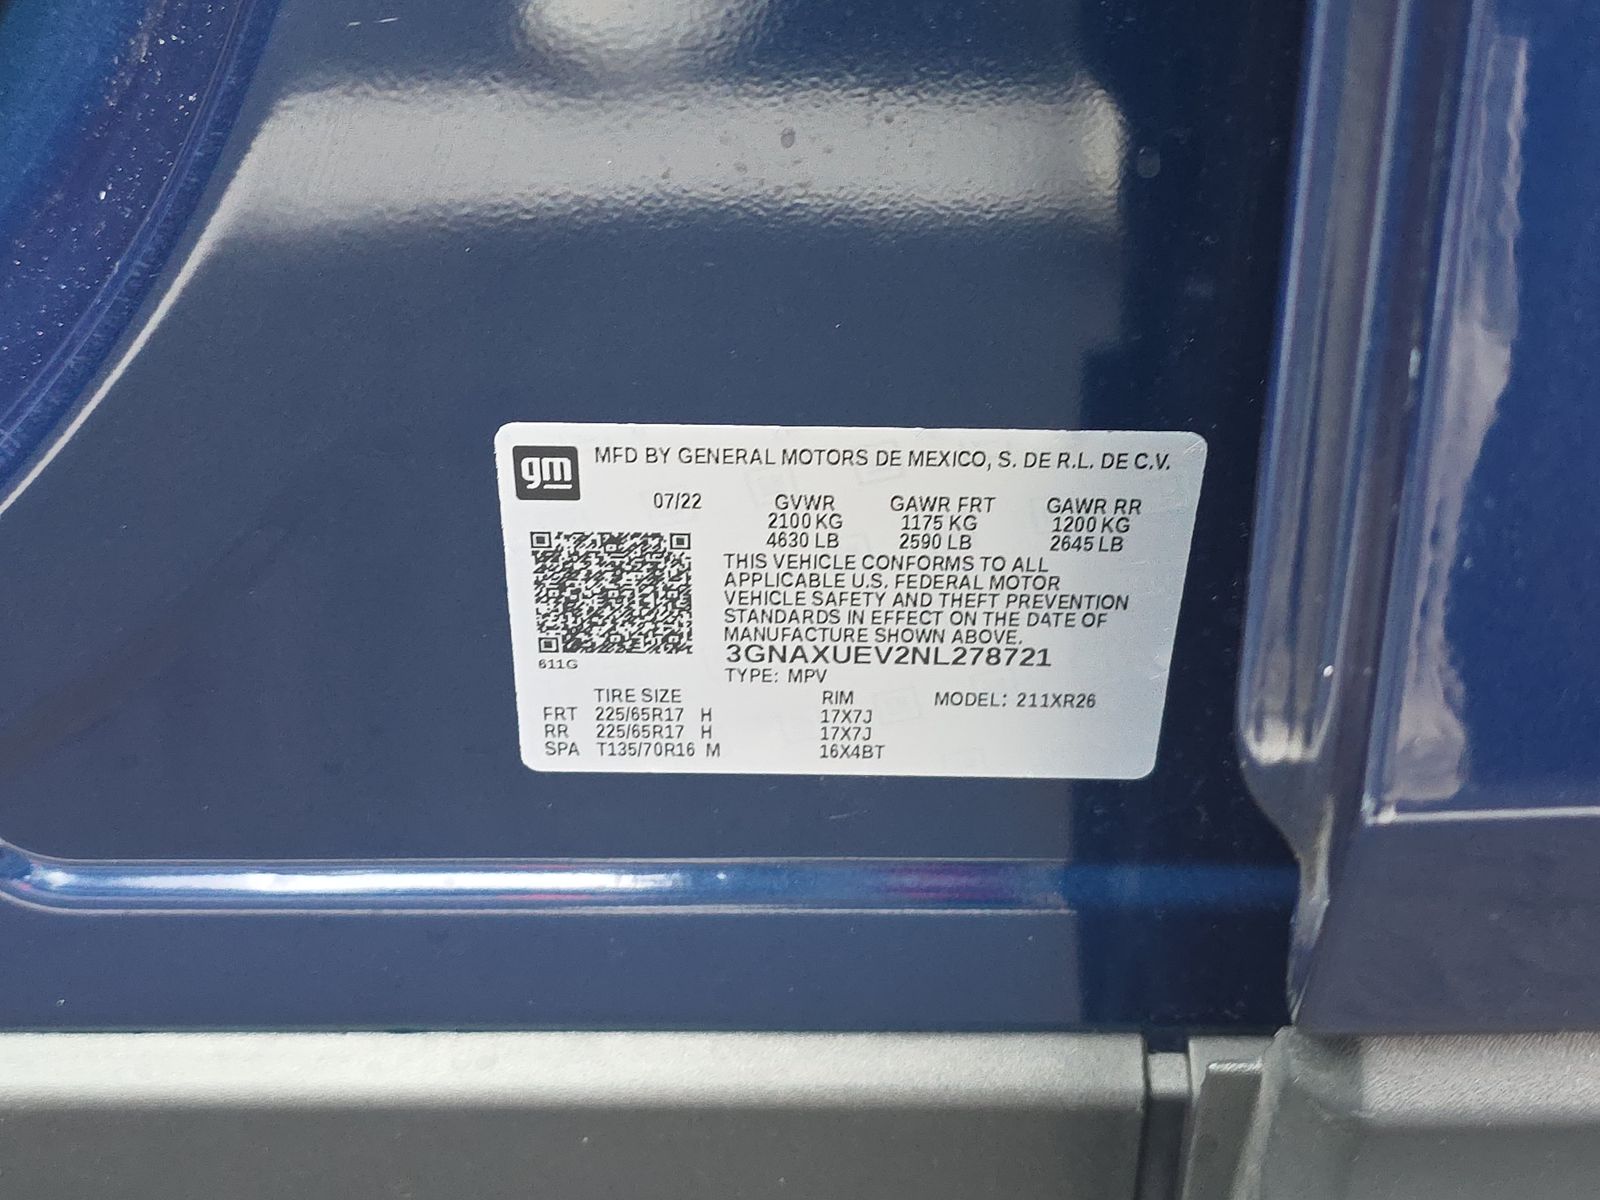 gm MFD BY GENERAL MOTORS DE MEXICO, S. DE R.L. DE C.V.
07/22 GVWR GAWR FRT GAWR RR
2100 KG 1175 KG 1200 KG
4630 LB 2590 LB 2645 LB
THIS VEHICLE CONFORMS TO ALL
APPLICABLE U.S. FEDERAL MOTOR
VEHICLE SAFETY AND THEFT PREVENTION
STANDARDS IN EFFECT ON THE DATE OF
MANUFACTURE SHOWN ABOVE.
611G 3GNAXUEV2NL278721
TYPE: MPV
TIRE SIZE RIM MODEL: 211XR26
FRT 225/65R17 H 17X7J
RR 225/65R17 H 17X7J
SPA T135/70R16 M 16X4BT